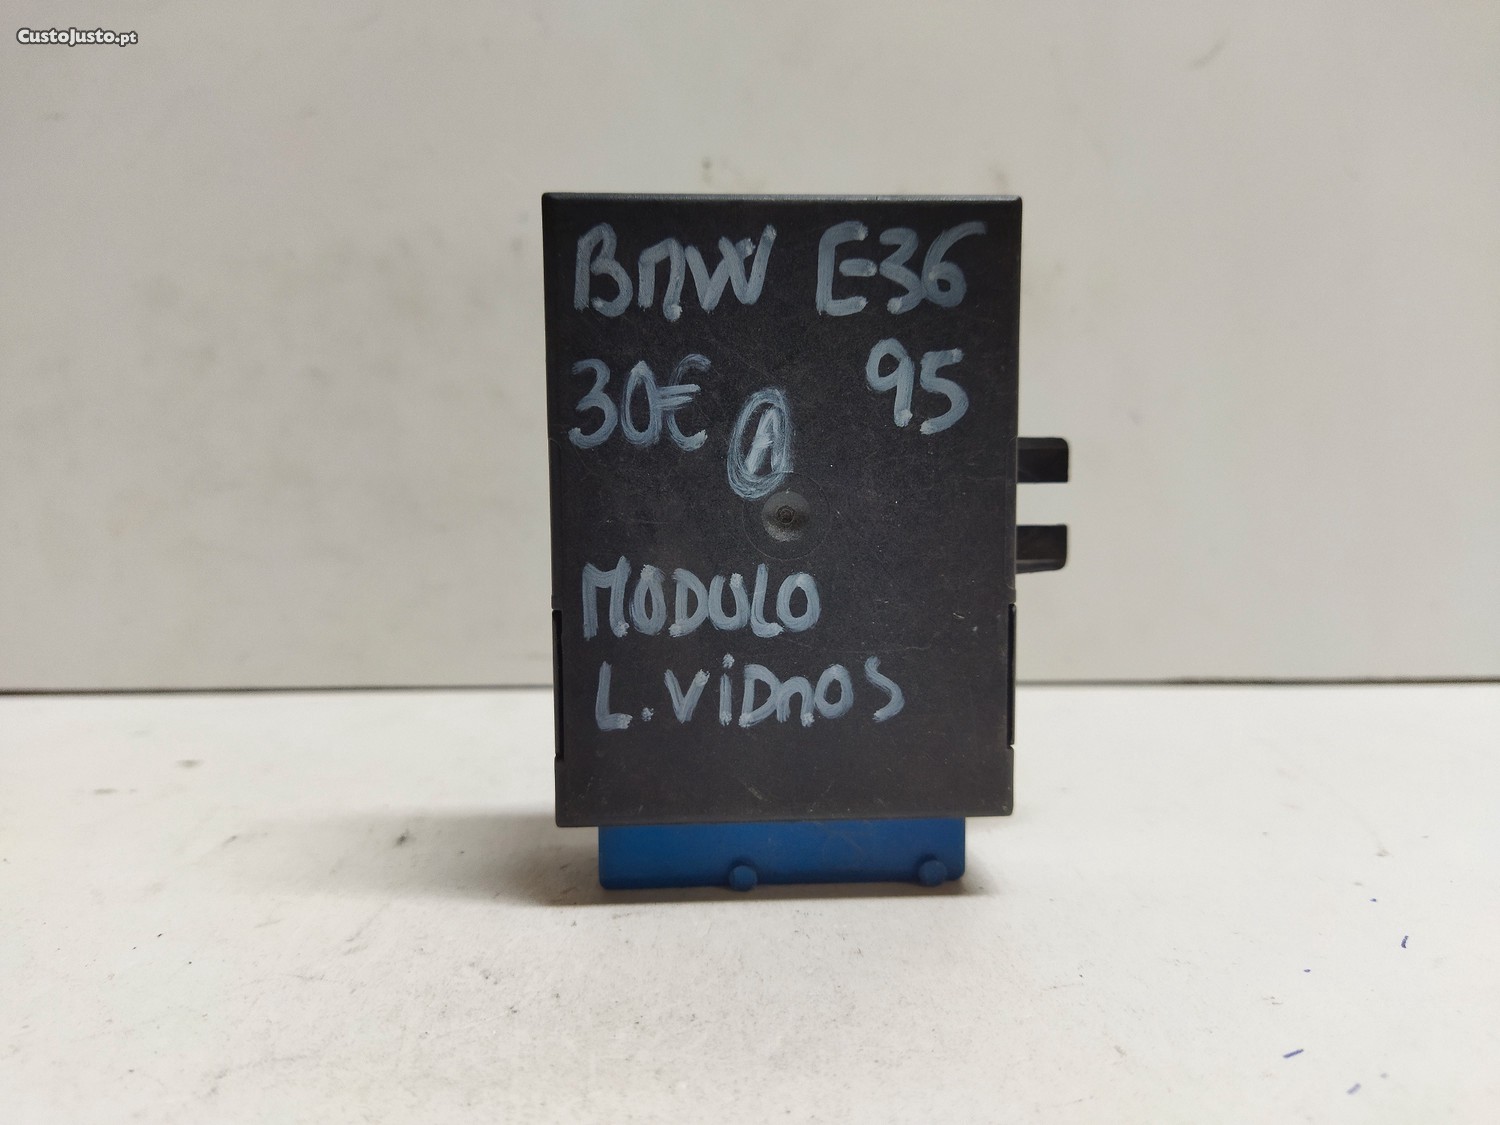 CustoJusto.pt
BMW E36
30€ 95
A
MODULO
L.ViDROS